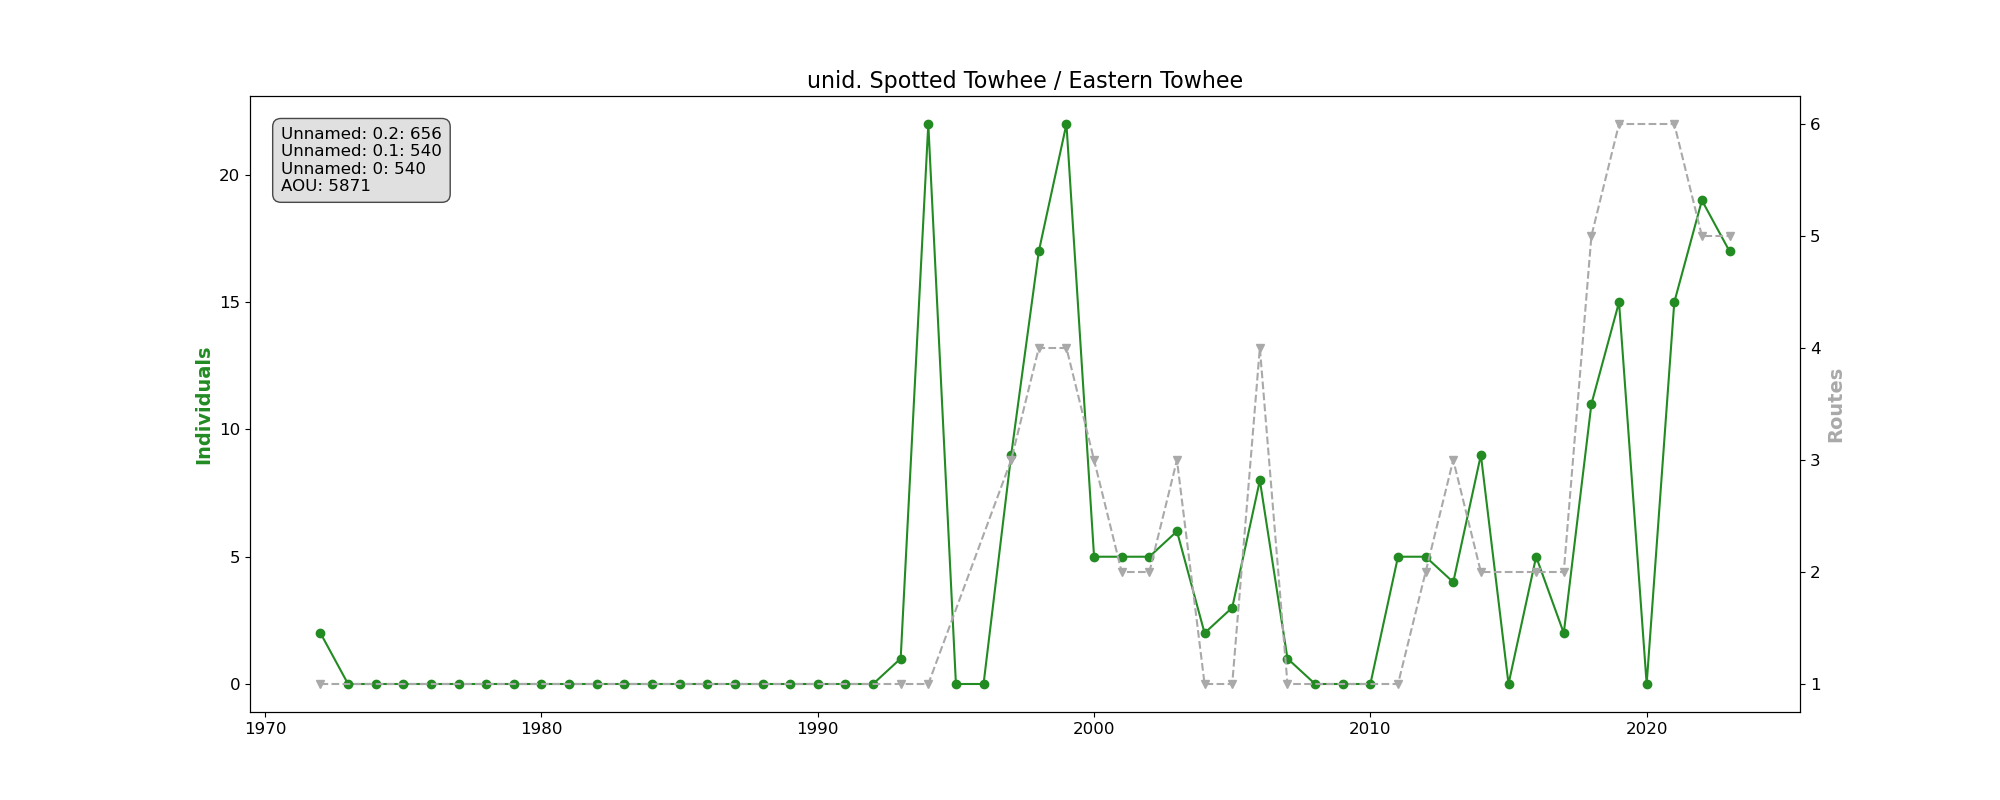 unid. Spotted Towhee / Eastern Towhee
Unnamed: 0.2: 656
Unnamed: 0.1: 540
Unnamed: 0: 540
AOU: 5871
Individuals
20
15
10
5
0
6
5
4
3
2
1
Routes
1970 1980 1990 2000 2010 2020